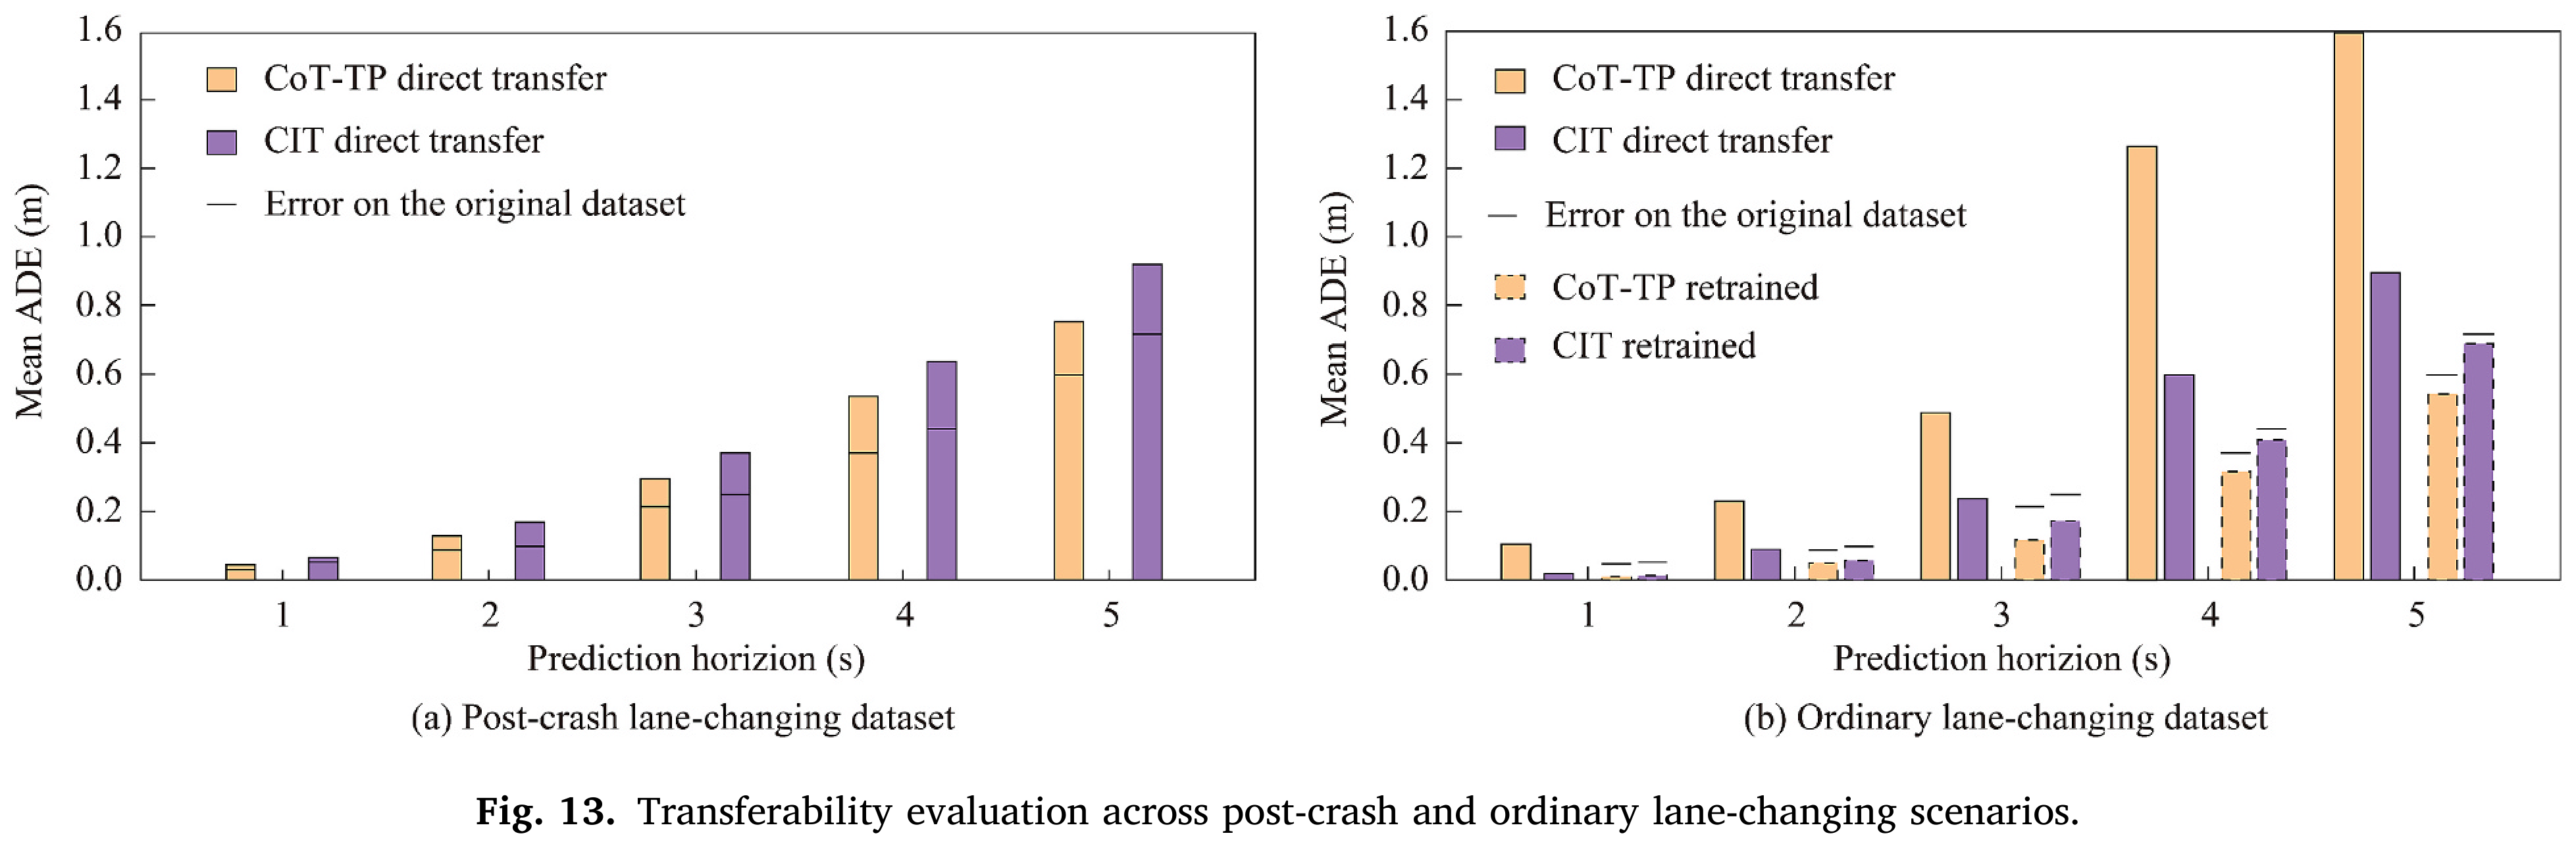 1.6
1.4
1.2
1.0
0.8
0.6
0.4
0.2
0.0
Mean ADE (m)
CoT-TP direct transfer
CIT direct transfer
Error on the original dataset
1 2 3 4 5
Prediction horizion (s)
(a) Post-crash lane-changing dataset
1.6
1.4
1.2
1.0
0.8
0.6
0.4
0.2
0.0
Mean ADE (m)
CoT-TP direct transfer
CIT direct transfer
Error on the original dataset
CoT-TP retrained
CIT retrained
1 2 3 4 5
Prediction horizion (s)
(b) Ordinary lane-changing dataset
Fig. 13. Transferability evaluation across post-crash and ordinary lane-changing scenarios.